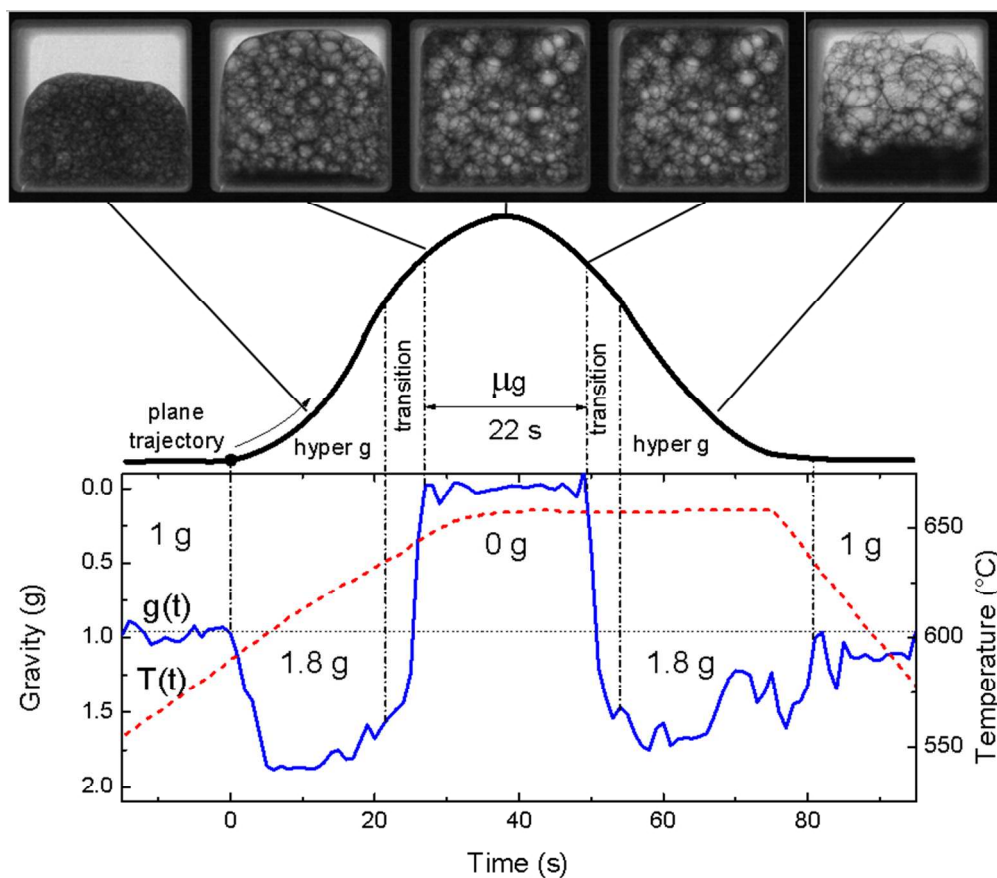 plane
trajectory
hyper g
transition
μg
22 s
transition
hyper g
1 g
0 g
1 g
g(t)
T(t)
1.8 g
1.8 g
Gravity (g)
0.0
0.5
1.0
1.5
2.0
Temperature (°C)
650
600
550
0 20 40 60 80
Time (s)